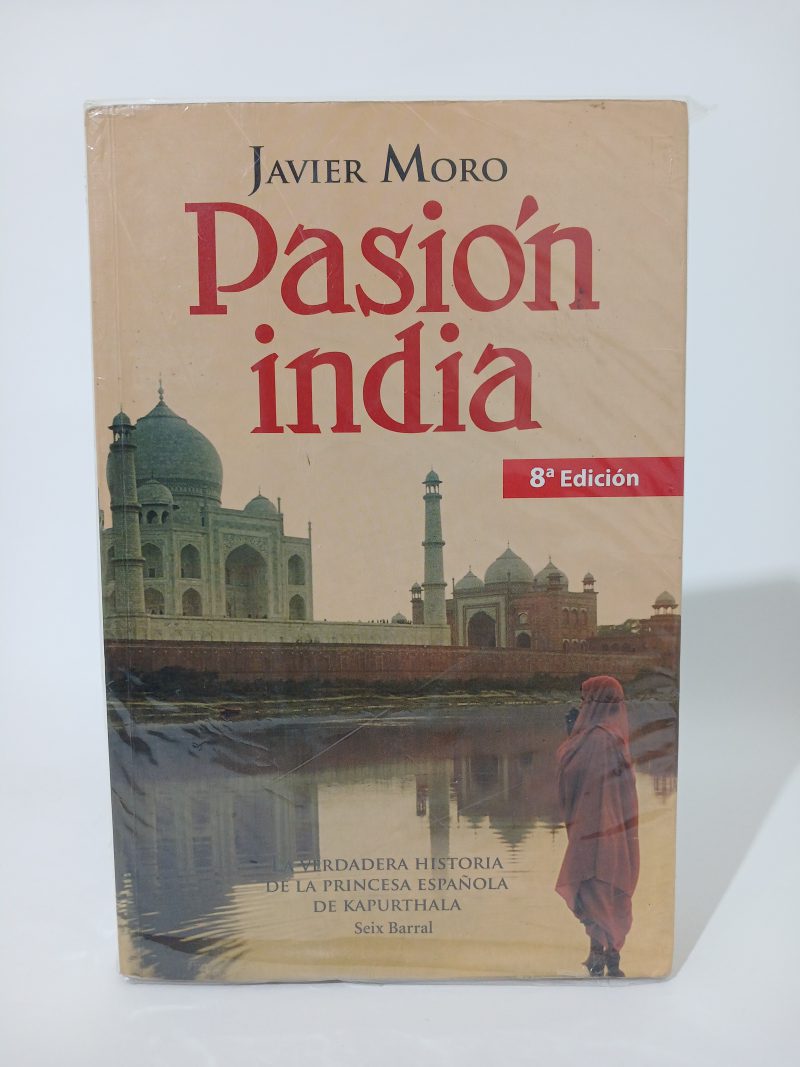 JAVIER MORO
Pasión
india
8ª Edición
LA VERDADERA HISTORIA
DE LA PRINCESA ESPAÑOLA
DE KAPURTHALA
Seix Barral